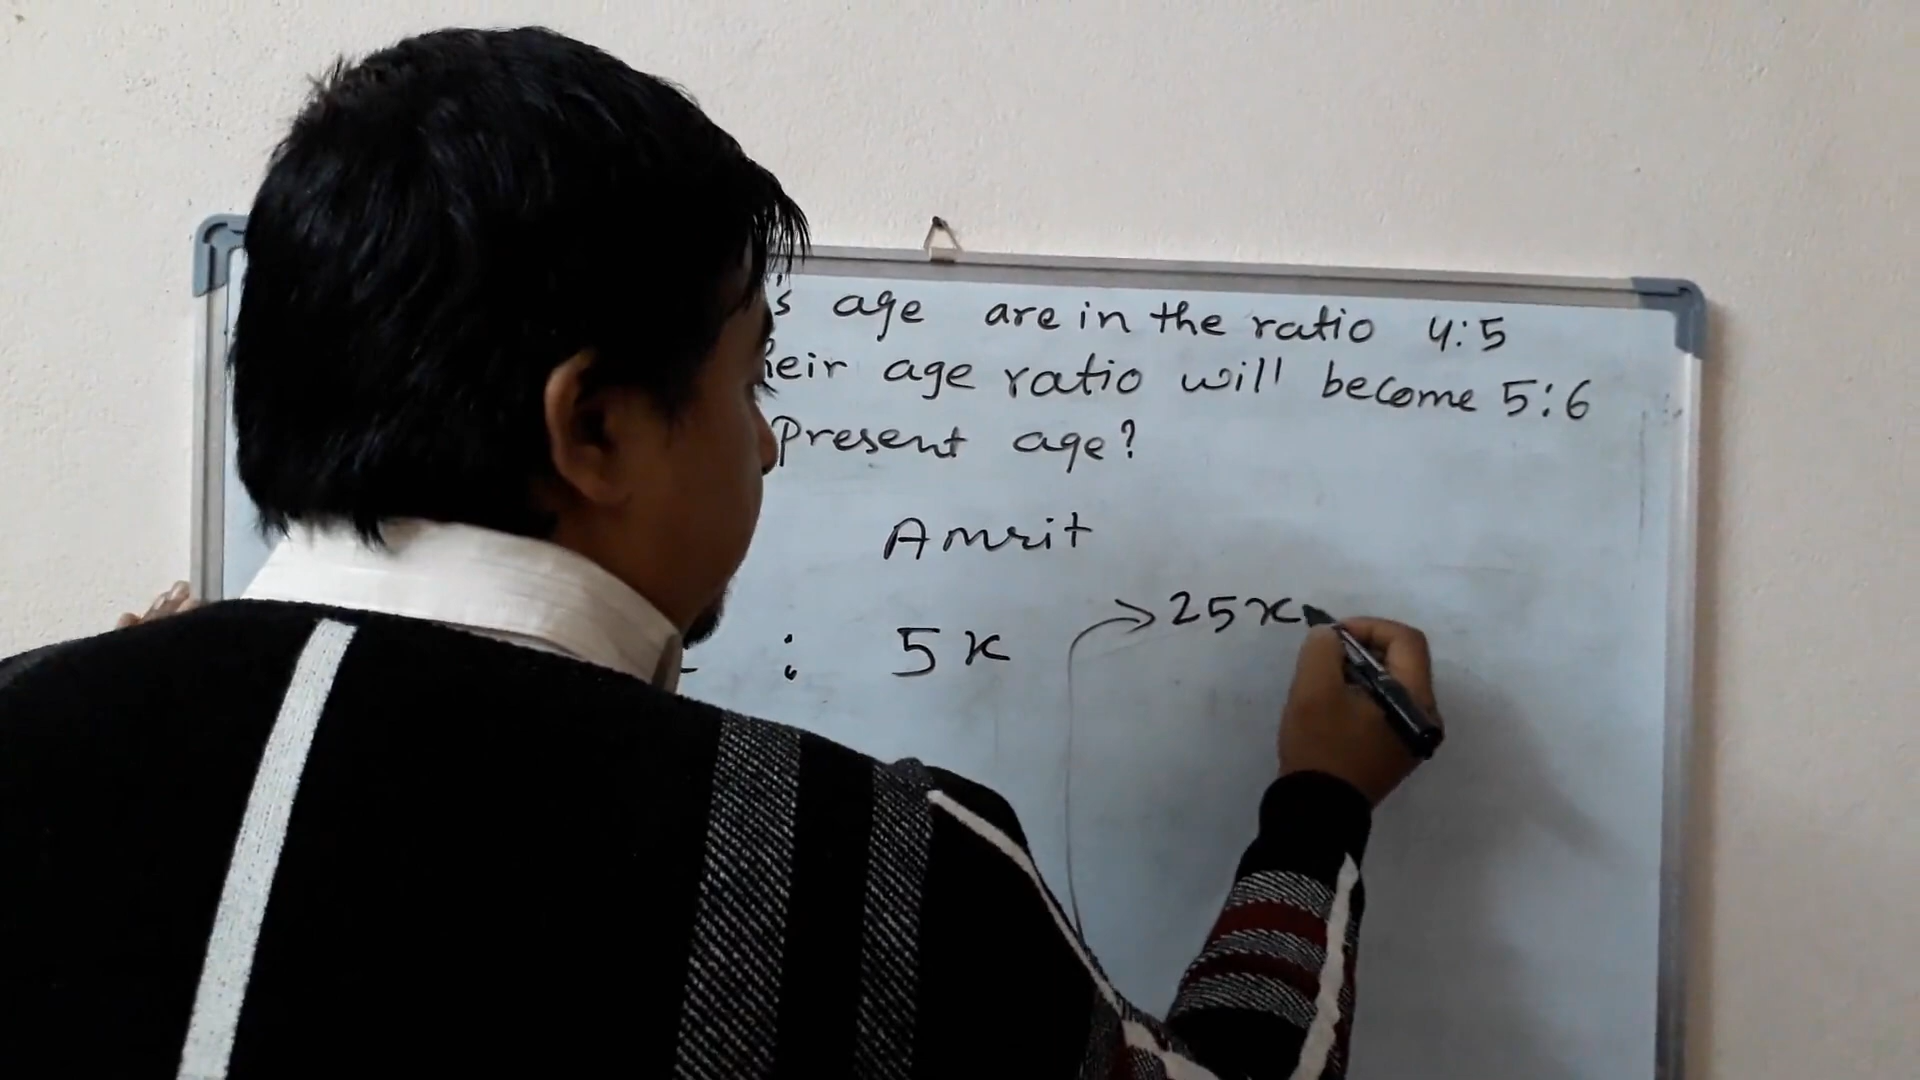 's age are in the ratio 4:5
heir age ratio will become 5:6
Present age?
Amrit
: 5x
25x